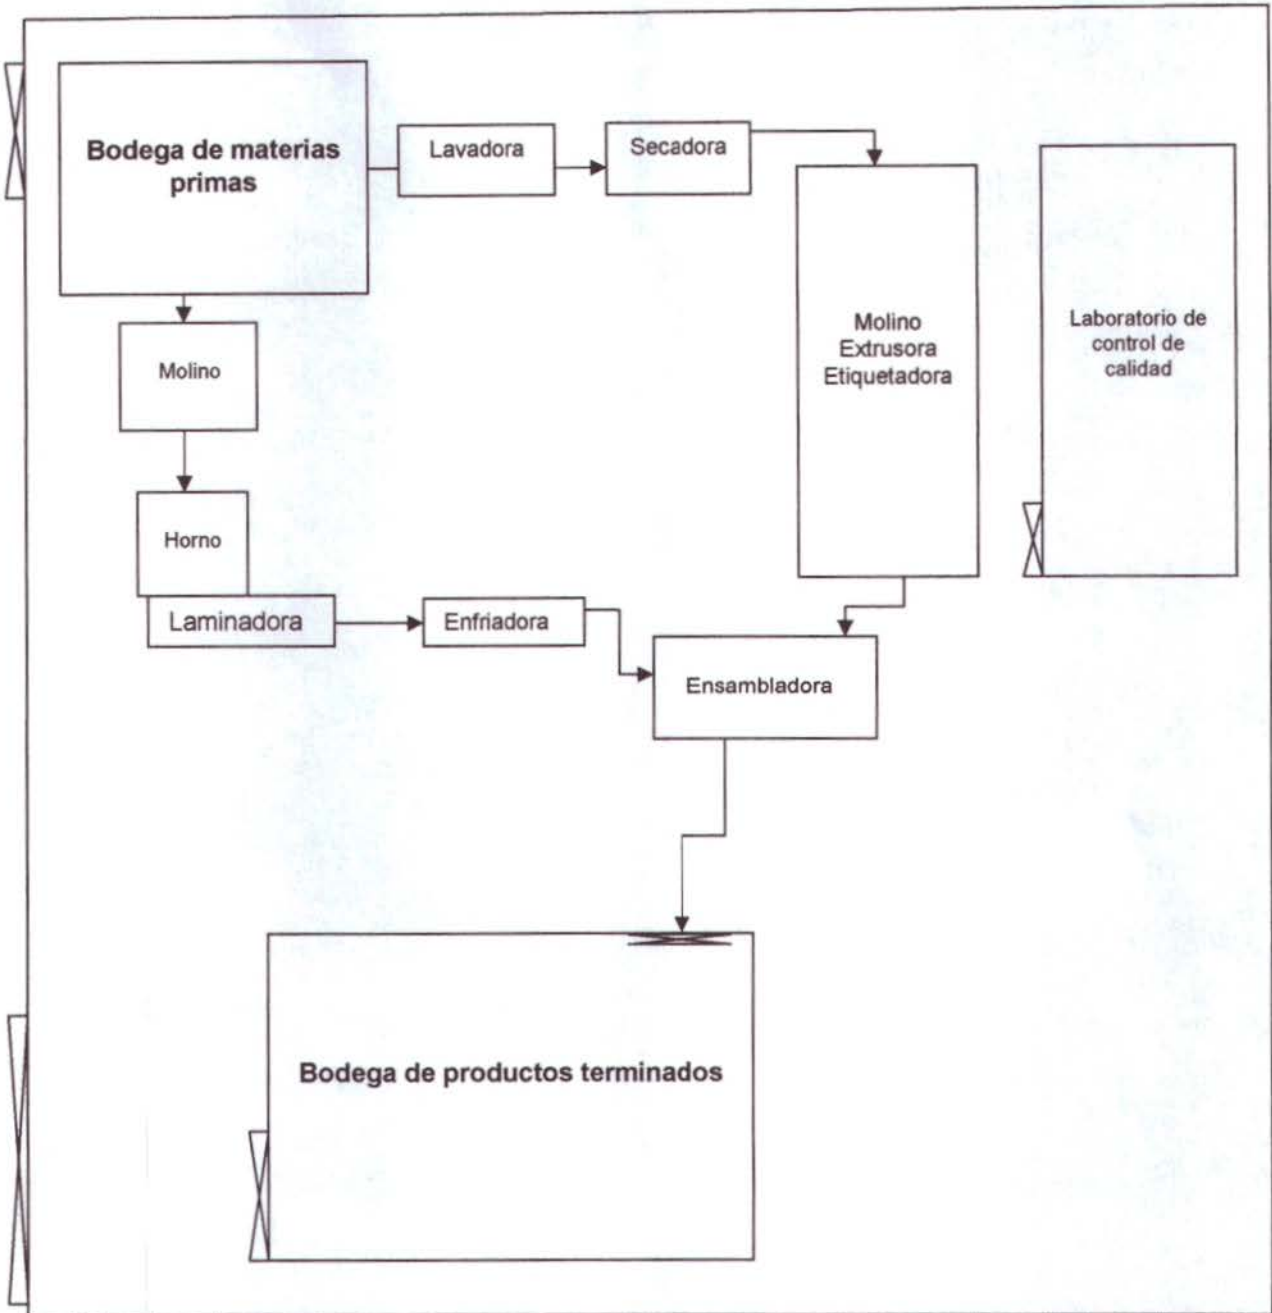 Bodega de materias
primas
Lavadora
Secadora
Molino
Extrusora
Etiquetadora
Laboratorio de
control de
calidad
Molino
Horno
Laminadora
Enfriadora
Ensambladora
Bodega de productos terminados